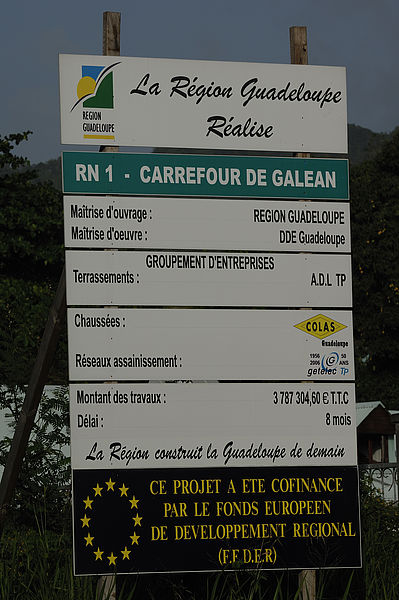 La Région Guadeloupe
Réalise
REGION
GUADELOUPE
RN 1 - CARREFOUR DE GALEAN
Maîtrise d'ouvrage : REGION GUADELOUPE
Maîtrise d'oeuvre : DDE Guadeloupe
GROUPEMENT D'ENTREPRISES
Terrassements : A.D.L TP
Chaussées : COLAS
Guadeloupe
Réseaux assainissement : 1956 2006 G 50 ANS
getelec TP
Montant des travaux : 3 787 304,60 € T.T.C
Délai : 8 mois
La Région construit la Guadeloupe de demain
CE PROJET A ETE COFINANCE
PAR LE FONDS EUROPEEN
DE DEVELOPPEMENT REGIONAL
(F.E.D.E.R)